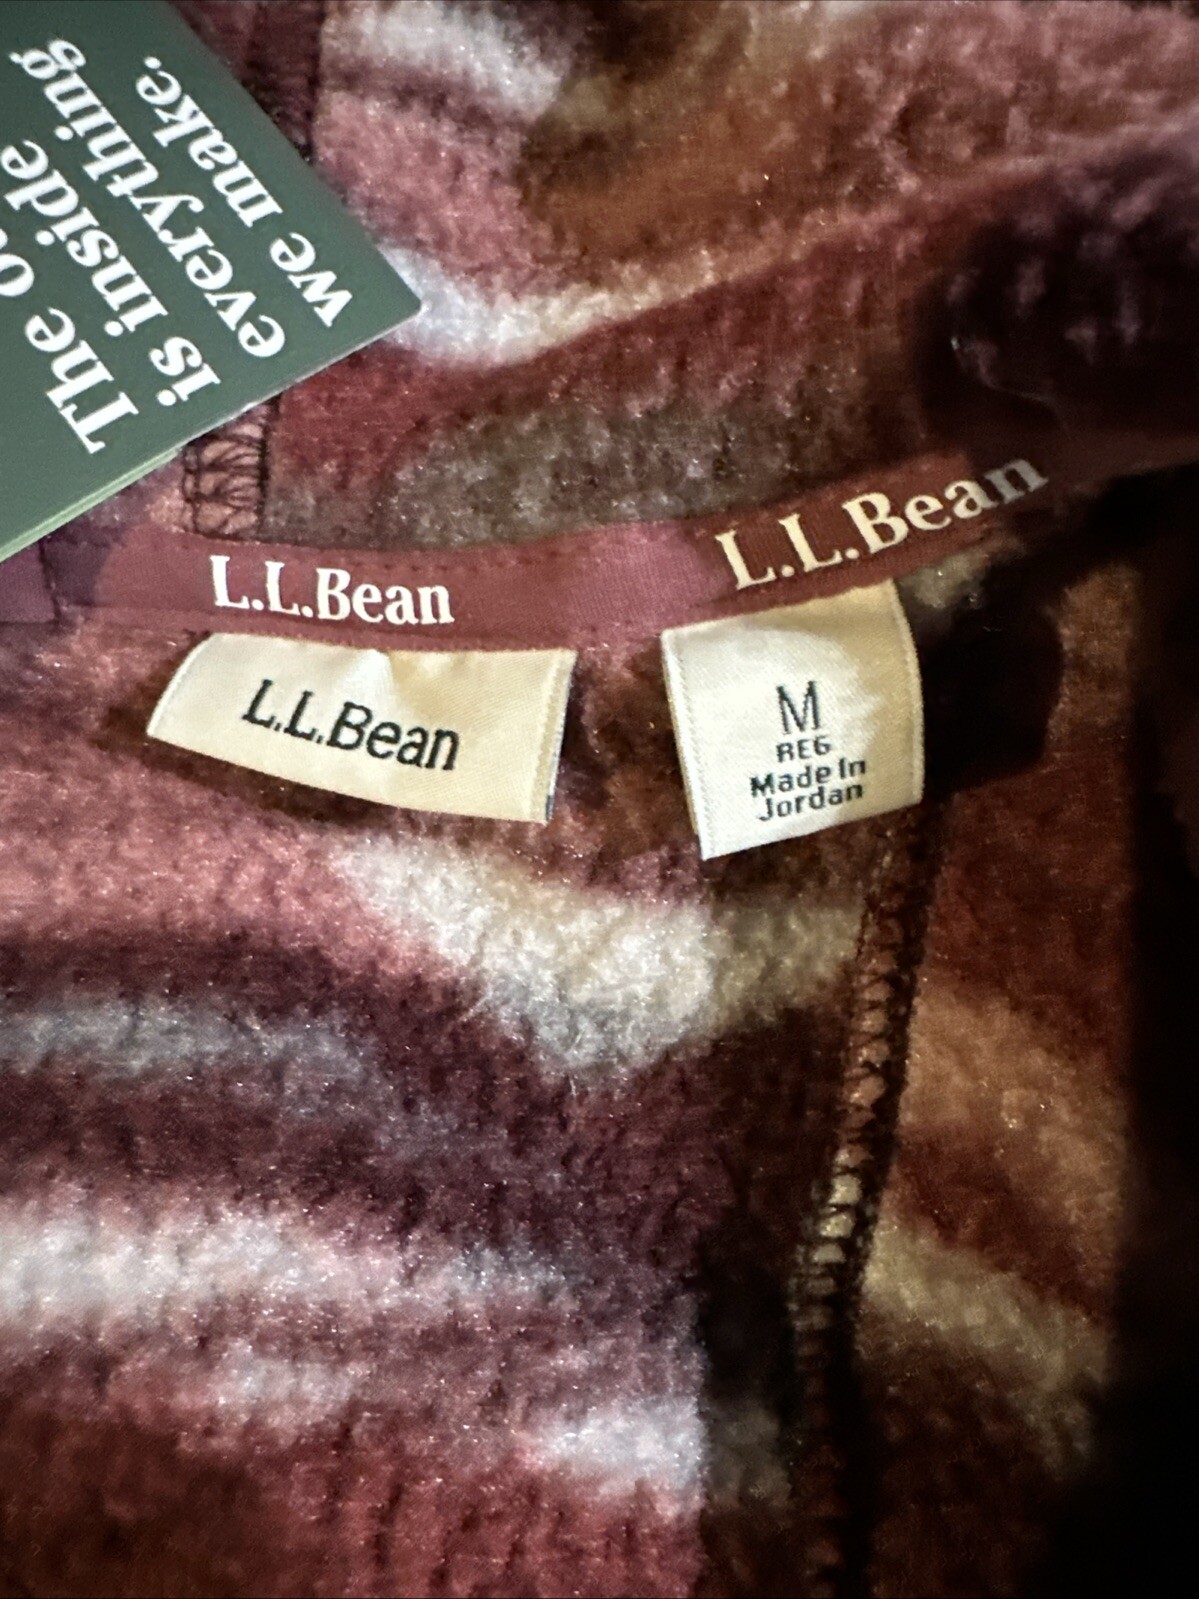 The
is inside
everything
we make.
L.L.Bean
L.L.Bean
L.L.Bean
M
REG
Made In
Jordan